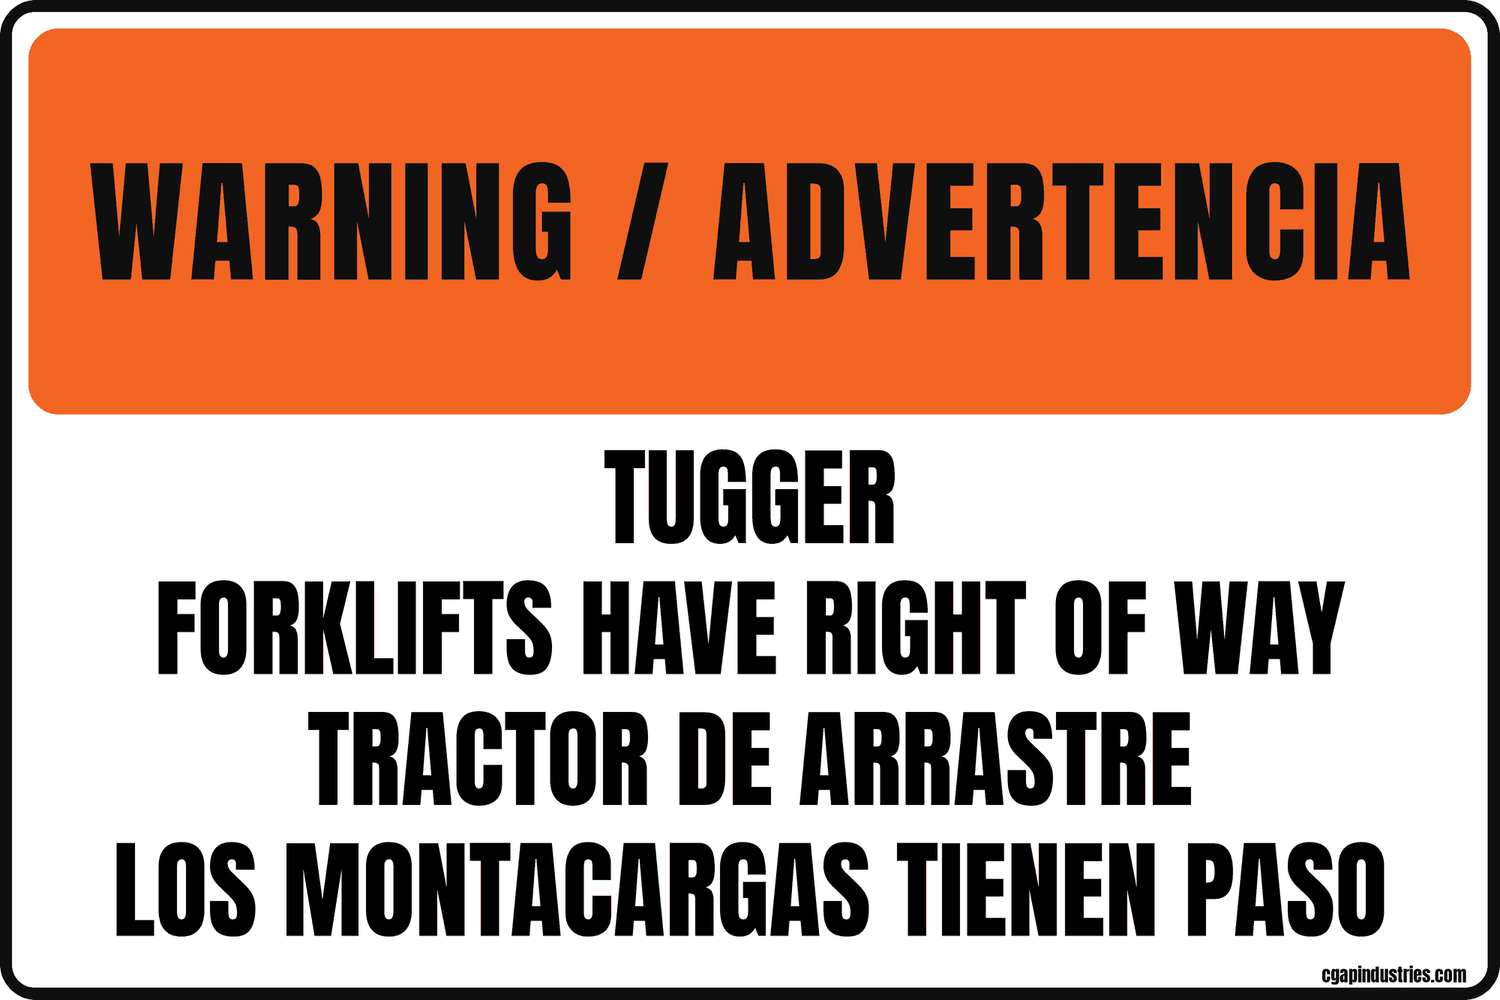 WARNING / ADVERTENCIA
TUGGER
FORKLIFTS HAVE RIGHT OF WAY
TRACTOR DE ARRASTRE
LOS MONTACARGAS TIENEN PASO
cgapindustries.com